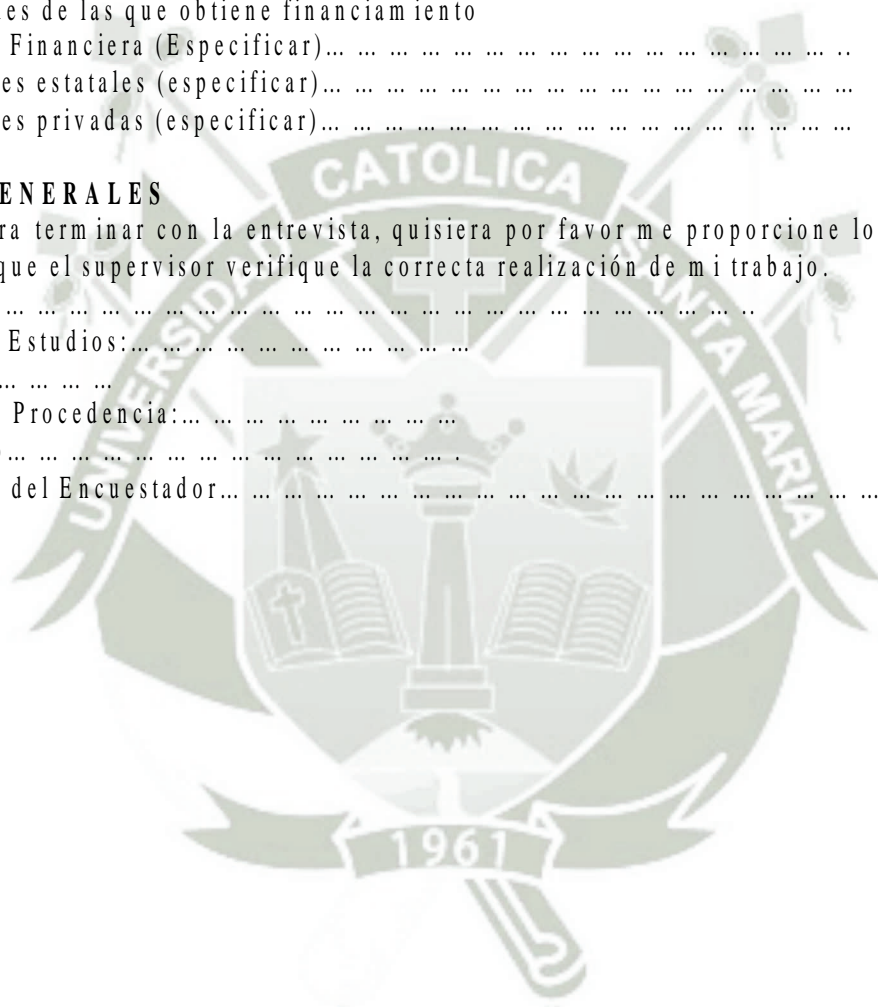 es de las que obtiene financiamiento
Financiera (Especificar)… … … … … … … … … … … … … … … … ..
es estatales (especificar)… … … … … … … … … … … … … … … … …
es privadas (especificar)… … … … … … … … … … … … … … … … …
ENERALES
ra terminar con la entrevista, quisiera por favor me proporcione lo
que el supervisor verifique la correcta realización de mi trabajo.
… … … … … … … … … … … … … … … … … … … … … … … ..
Estudios:… … … … … … … … … … …
… … … …
Procedencia:… … … … … … … … …
… … … … … … … … … … … … … … .
del Encuestador… … … … … … … … … … … … … … … … … … … … …
UNIVERSIDAD CATOLICA SANTA MARIA
1961